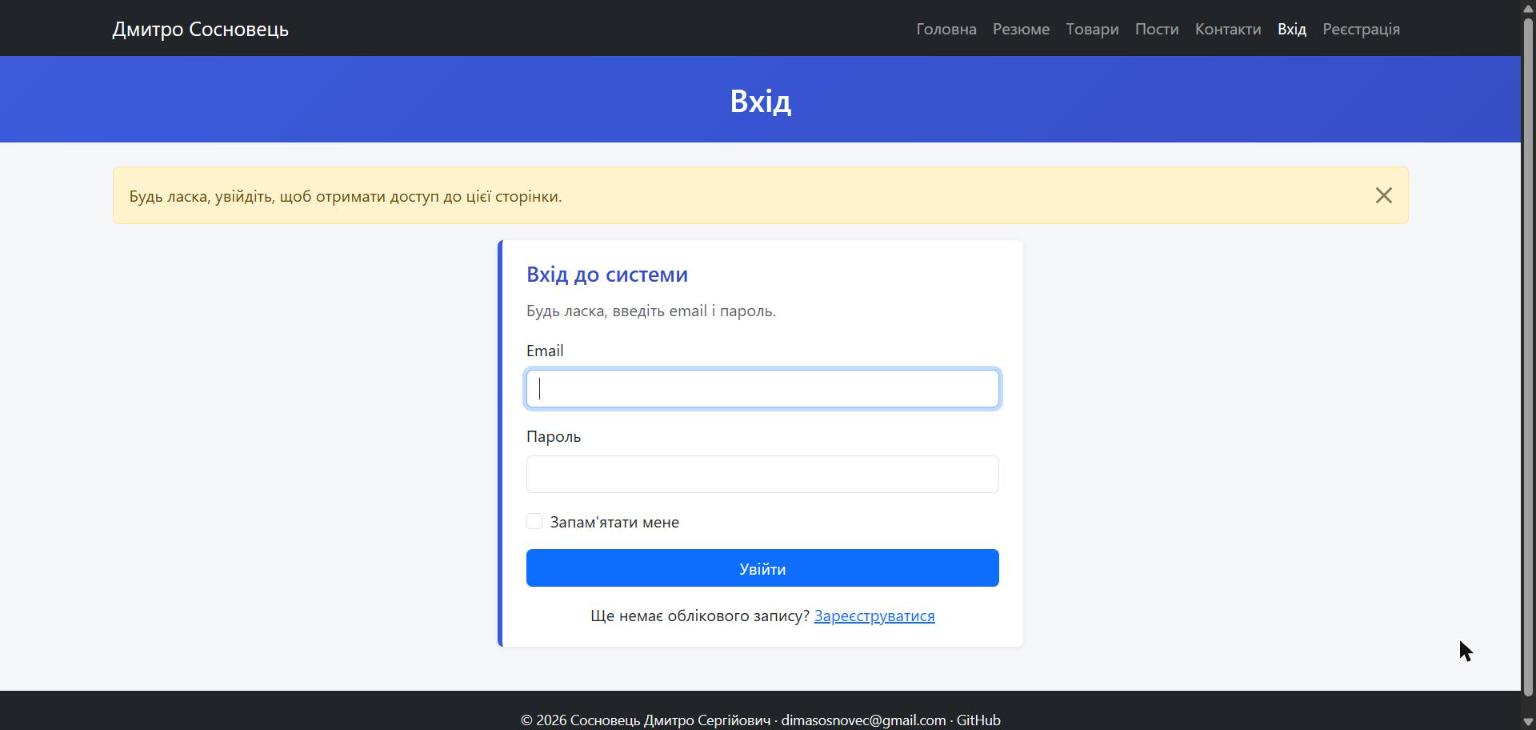 Дмитро Сосновець
Головна Резюме Товари Пости Контакти Вхід Реєстрація
Вхід
Будь ласка, увійдіть, щоб отримати доступ до цієї сторінки.
Вхід до системи
Будь ласка, введіть email і пароль.
Email
Пароль
Запам'ятати мене
Увійти
Ще немає облікового запису? Зареєструватися
© 2026 Сосновець Дмитро Сергійович · dimasosnovec@gmail.com · GitHub